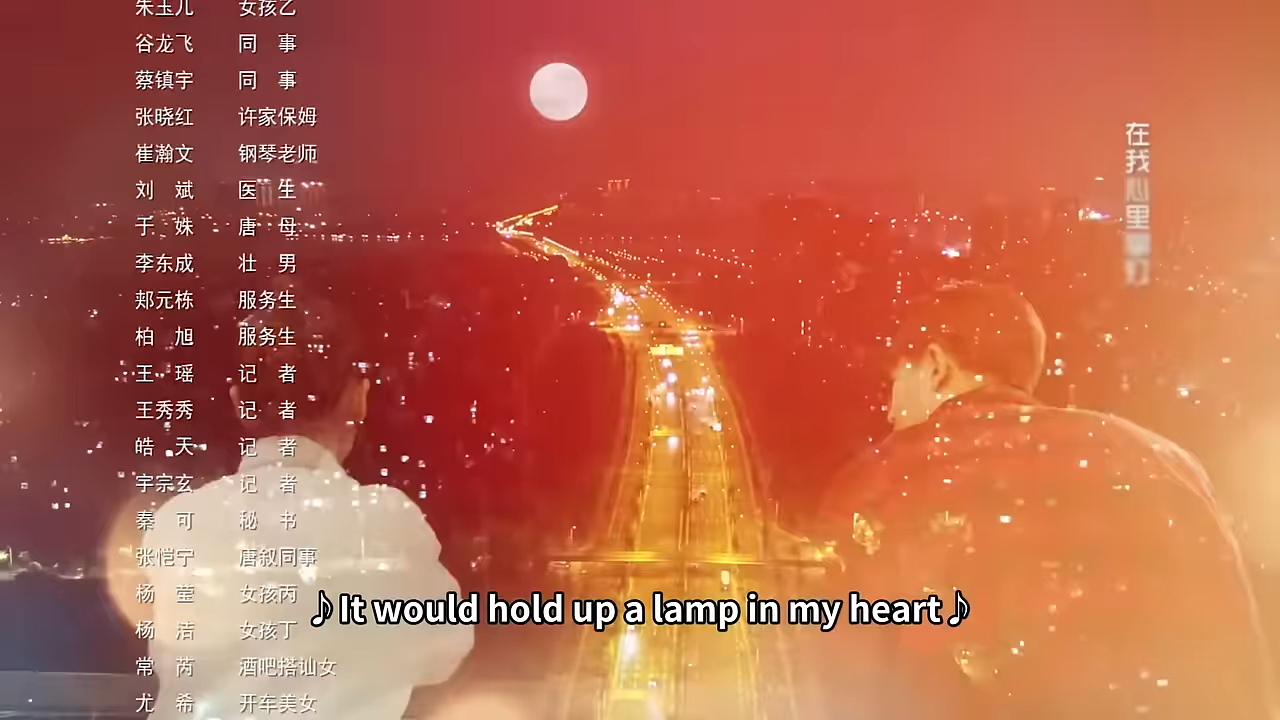 朱玉儿 女孩乙
谷龙飞 同 事
蔡镇宇 同 事
张晓红 许家保姆
崔瀚文 钢琴老师
刘 斌 医 生
于 姝 唐 母
李东成 壮 男
郏元栋 服务生
柏 旭 服务生
王 瑶 记 者
王秀秀 记 者
皓 天 记 者
宇宗玄 记 者
秦 可 秘 书
张恺宁 唐叙同事
杨 莹 女孩丙
杨 洁 女孩丁
常 芮 酒吧搭讪女
尤 希 开车美女
在我心里
♪It would hold up a lamp in my heart♪